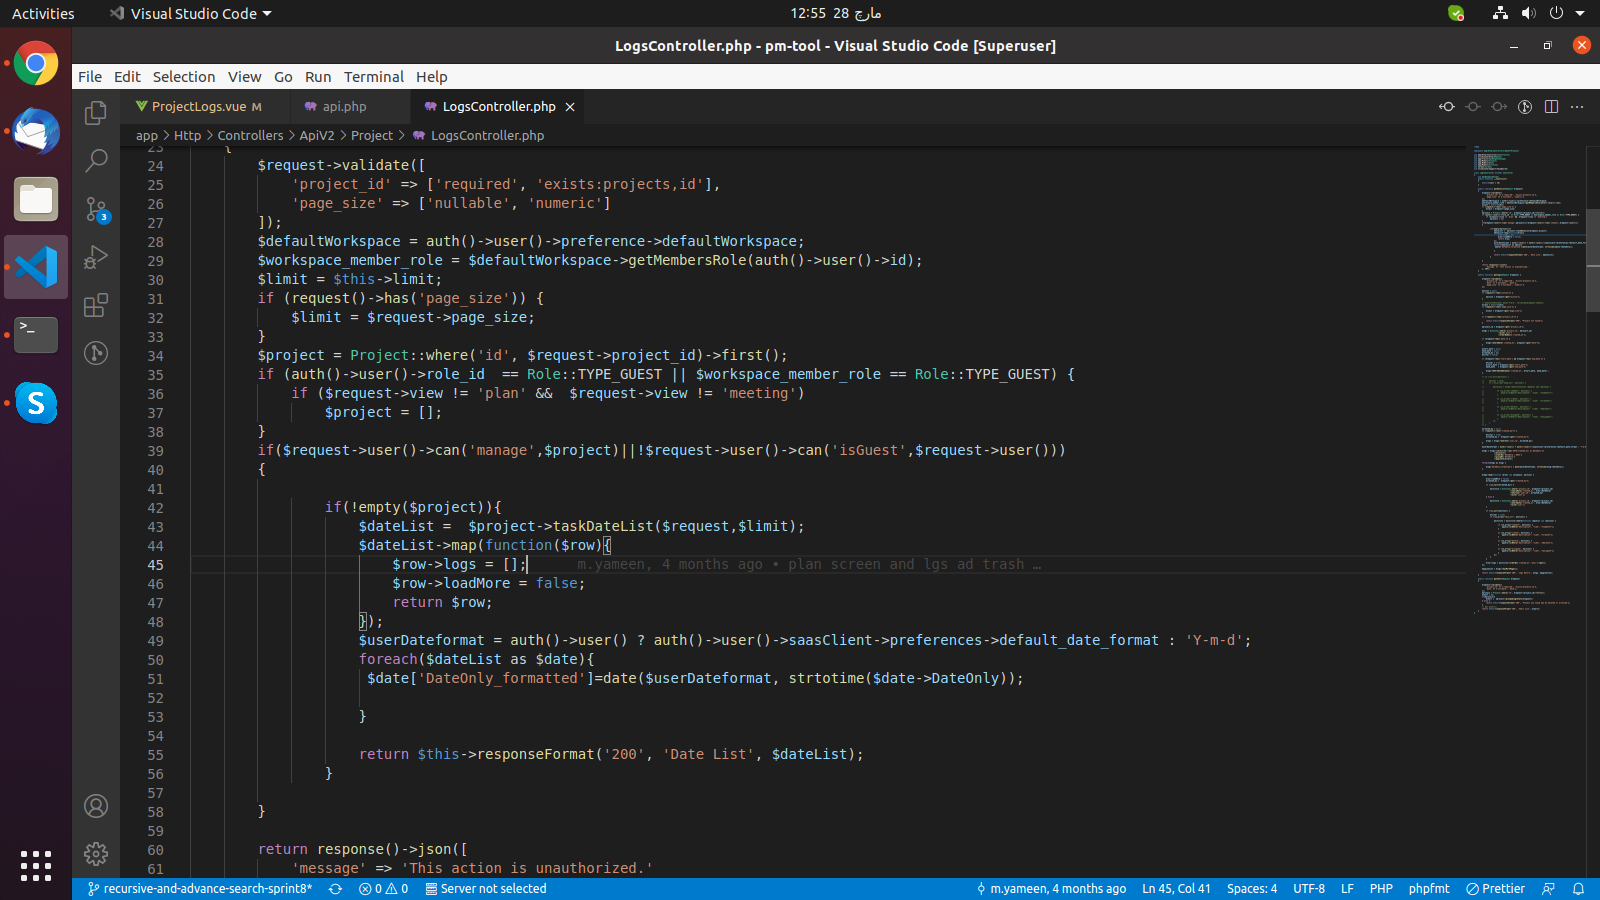 Activities
Visual Studio Code
12:55 28 مارچ
LogsController.php - pm-tool - Visual Studio Code [Superuser]
File Edit Selection View Go Run Terminal Help
ProjectLogs.vue M
api.php
LogsController.php
app > Http > Controllers > ApiV2 > Project > LogsController.php
23 {
24 $request->validate([
25 'project_id' => ['required', 'exists:projects,id'],
26 'page_size' => ['nullable', 'numeric']
27 ]);
28 $defaultWorkspace = auth()->user()->preference->defaultWorkspace;
29 $workspace_member_role = $defaultWorkspace->getMembersRole(auth()->user()->id);
30 $limit = $this->limit;
31 if (request()->has('page_size')) {
32 $limit = $request->page_size;
33 }
34 $project = Project::where('id', $request->project_id)->first();
35 if (auth()->user()->role_id  == Role::TYPE_GUEST || $workspace_member_role == Role::TYPE_GUEST) {
36 if ($request->view != 'plan' &&  $request->view != 'meeting')
37 $project = [];
38 }
39 if($request->user()->can('manage',$project)||!$request->user()->can('isGuest',$request->user()))
40 {
41
42 if(!empty($project)){
43 $dateList =  $project->taskDateList($request,$limit);
44 $dateList->map(function($row){
45 $row->logs = []; m.yameen, 4 months ago • plan screen and lgs ad trash …
46 $row->loadMore = false;
47 return $row;
48 });
49 $userDateformat = auth()->user() ? auth()->user()->saasClient->preferences->default_date_format : 'Y-m-d';
50 foreach($dateList as $date){
51 $date['DateOnly_formatted']=date($userDateformat, strtotime($date->DateOnly));
52
53 }
54
55 return $this->responseFormat('200', 'Date List', $dateList);
56 }
57
58 }
59
60 return response()->json([
61 'message' => 'This action is unauthorized.'
3
>_
S
recursive-and-advance-search-sprint8* 0 0 Server not selected m.yameen, 4 months ago Ln 45, Col 41 Spaces: 4 UTF-8 LF PHP phpfmt Prettier